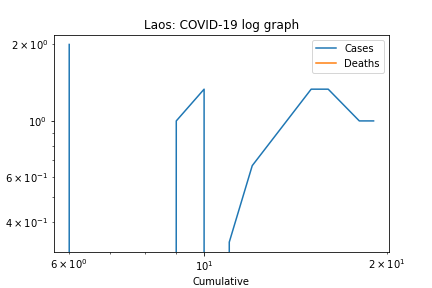 Laos: COVID-19 log graph
Cases
Deaths
2 × 10⁰
10⁰
6 × 10⁻¹
4 × 10⁻¹
6 × 10⁰
10¹
2 × 10¹
Cumulative